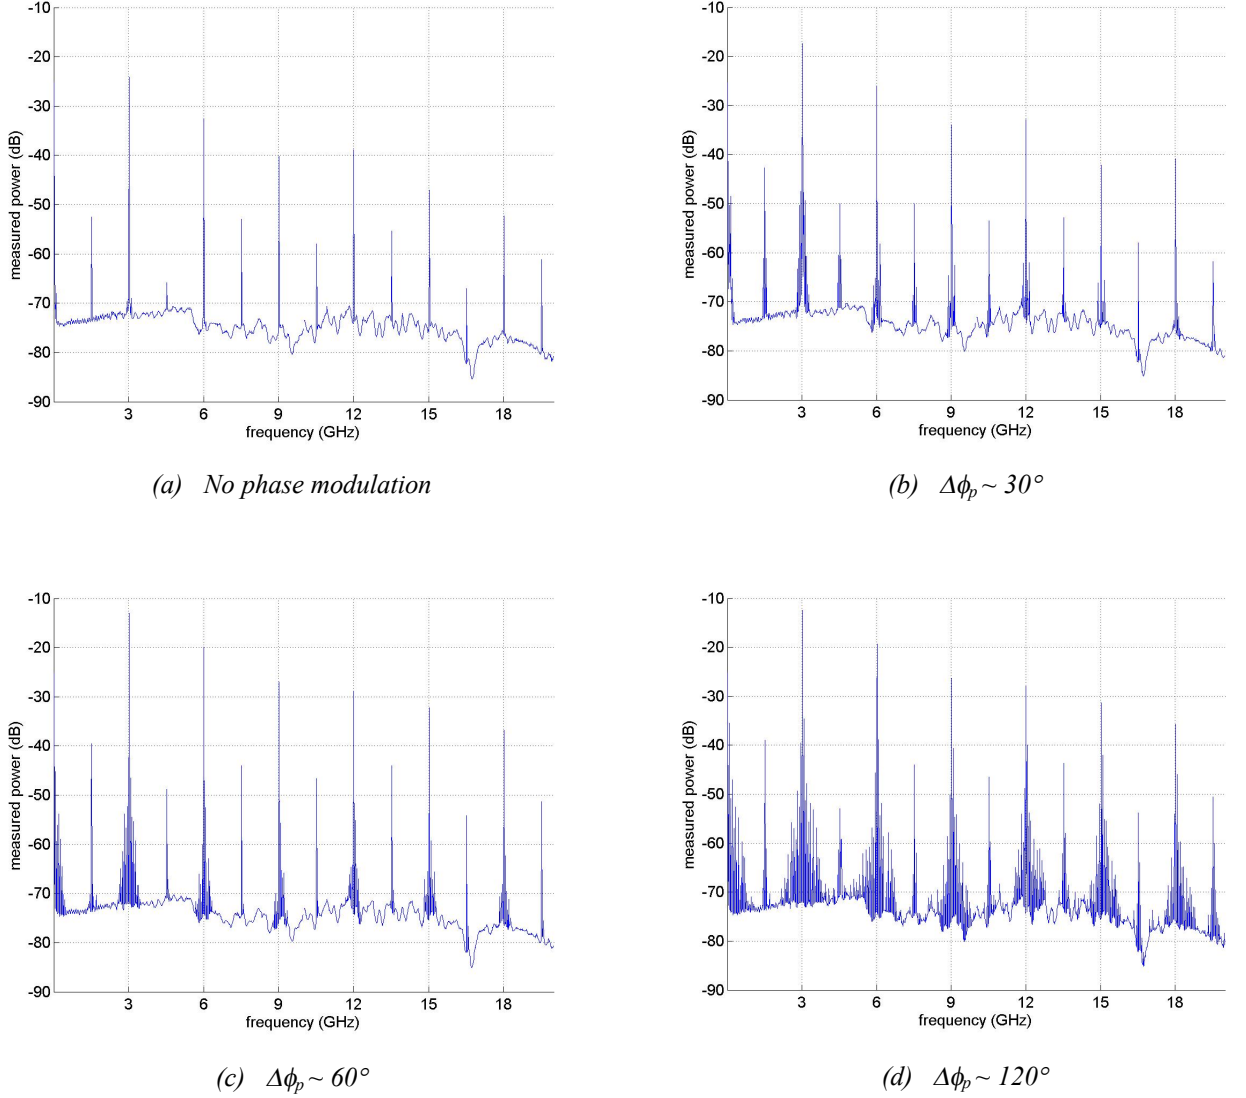 -10
-20
-30
-40
-50
-60
-70
-80
-90
measured power (dB)
3 6 9 12 15 18
frequency (GHz)
(a) No phase modulation
-10
-20
-30
-40
-50
-60
-70
-80
-90
measured power (dB)
3 6 9 12 15 18
frequency (GHz)
(b) Δϕp ~ 30°
-10
-20
-30
-40
-50
-60
-70
-80
-90
measured power (dB)
3 6 9 12 15 18
frequency (GHz)
(c) Δϕp ~ 60°
-10
-20
-30
-40
-50
-60
-70
-80
-90
measured power (dB)
3 6 9 12 15 18
frequency (GHz)
(d) Δϕp ~ 120°